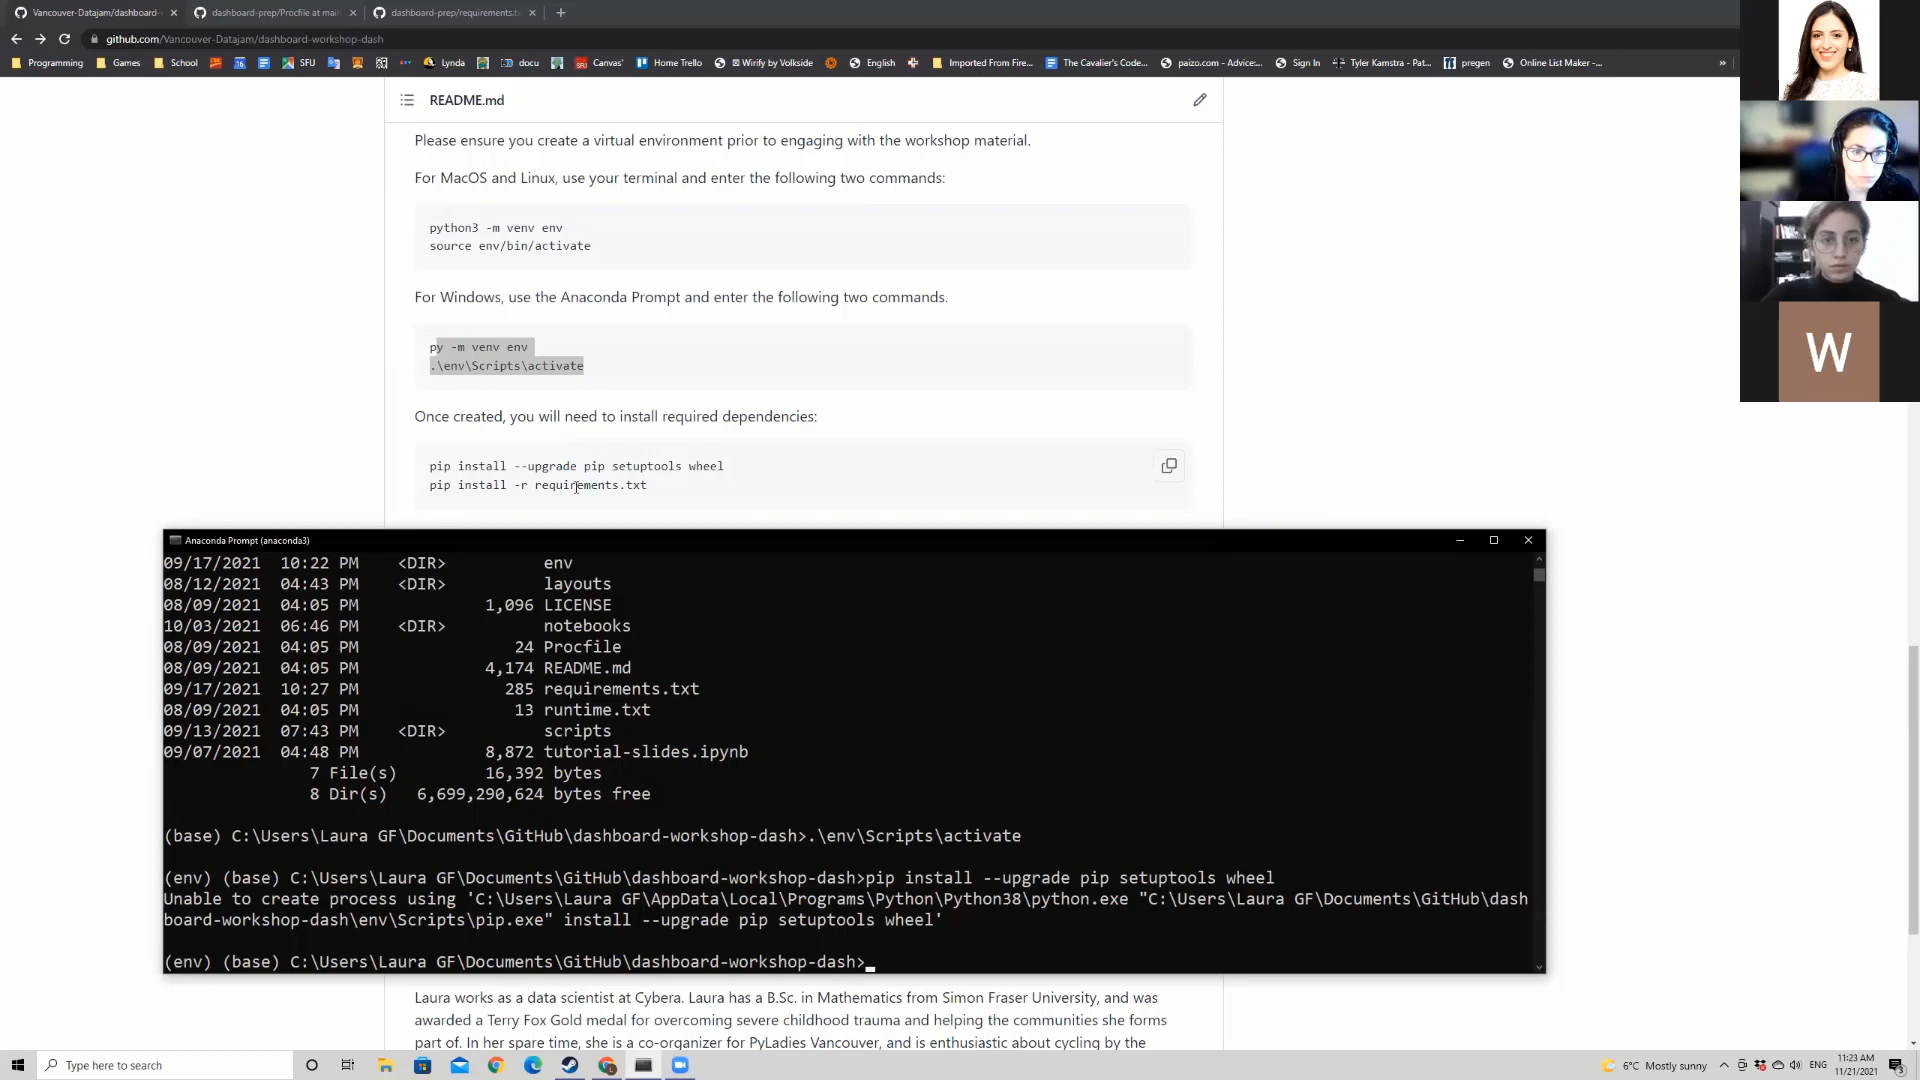 Vancouver-Datajam/dashboard-
dashboard-prep/Procfile at mai
dashboard-prep/requirements.t
github.com/Vancouver-Datajam/dashboard-workshop-dash
Programming
Games
School
SFU
Lynda
docu
Canvas'
Home Trello
Wirify by Volkside
English
Imported From Fire...
The Cavalier's Code...
paizo.com - Advice:...
Sign In
Tyler Kamstra - Pat...
pregen
Online List Maker -...
»
README.md
Please ensure you create a virtual environment prior to engaging with the workshop material.
For MacOS and Linux, use your terminal and enter the following two commands:
python3 -m venv env
source env/bin/activate
For Windows, use the Anaconda Prompt and enter the following two commands.
py -m venv env
.\env\Scripts\activate
Once created, you will need to install required dependencies:
pip install --upgrade pip setuptools wheel
pip install -r requirements.txt
W
Anaconda Prompt (anaconda3)
09/17/2021 10:22 PM <DIR> env
08/12/2021 04:43 PM <DIR> layouts
08/09/2021 04:05 PM 1,096 LICENSE
10/03/2021 06:46 PM <DIR> notebooks
08/09/2021 04:05 PM 24 Procfile
08/09/2021 04:05 PM 4,174 README.md
09/17/2021 10:27 PM 285 requirements.txt
08/09/2021 04:05 PM 13 runtime.txt
09/13/2021 07:43 PM <DIR> scripts
09/07/2021 04:48 PM 8,872 tutorial-slides.ipynb
7 File(s) 16,392 bytes
8 Dir(s) 6,699,290,624 bytes free
(base) C:\Users\Laura GF\Documents\GitHub\dashboard-workshop-dash>.\env\Scripts\activate
(env) (base) C:\Users\Laura GF\Documents\GitHub\dashboard-workshop-dash>pip install --upgrade pip setuptools wheel
Unable to create process using 'C:\Users\Laura GF\AppData\Local\Programs\Python\Python38\python.exe "C:\Users\Laura GF\Documents\GitHub\dash
board-workshop-dash\env\Scripts\pip.exe" install --upgrade pip setuptools wheel'
(env) (base) C:\Users\Laura GF\Documents\GitHub\dashboard-workshop-dash>
Laura works as a data scientist at Cybera. Laura has a B.Sc. in Mathematics from Simon Fraser University, and was
awarded a Terry Fox Gold medal for overcoming severe childhood trauma and helping the communities she forms
part of. In her spare time, she is a co-organizer for PyLadies Vancouver, and is enthusiastic about cycling by the
Type here to search
6°C Mostly sunny
ENG
11:23 AM
11/21/2021